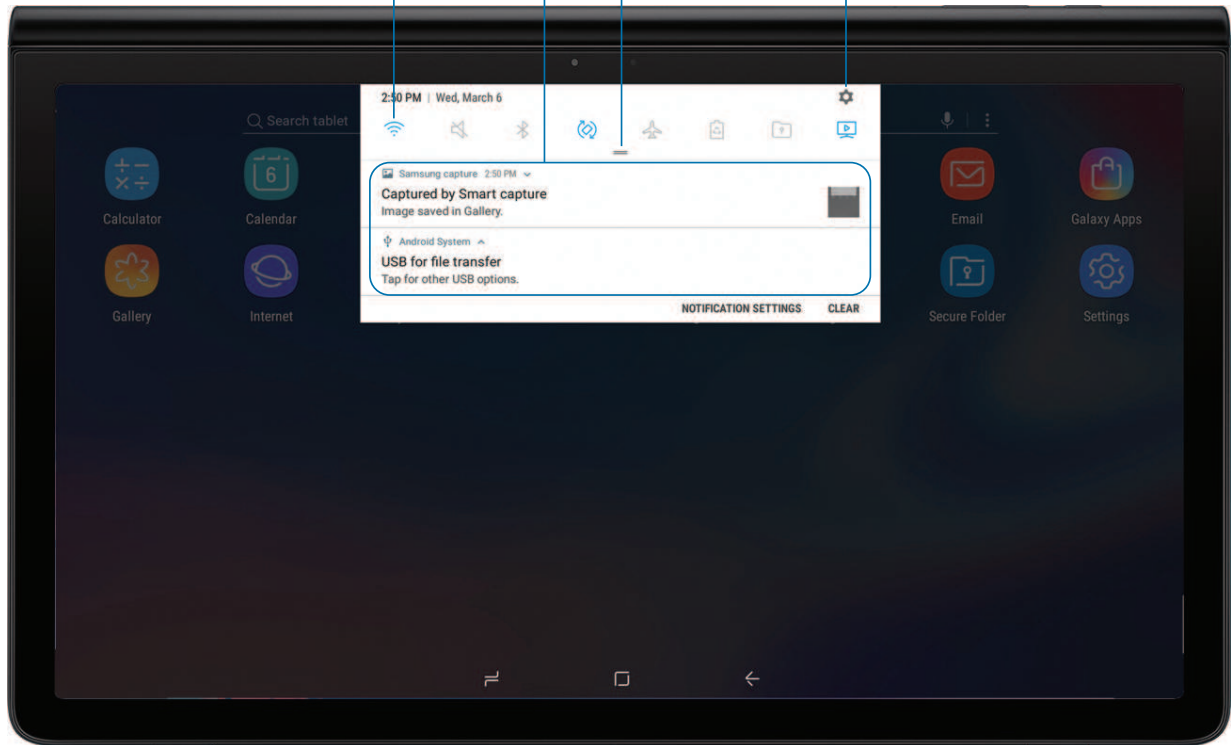 2:50 PM | Wed, March 6
Search tablet
Samsung capture 2:50 PM
Captured by Smart capture
Image saved in Gallery.
Android System
USB for file transfer
Tap for other USB options.
NOTIFICATION SETTINGS CLEAR
Calculator
6
Calendar
Email
Galaxy Apps
Gallery
Internet
Secure Folder
Settings